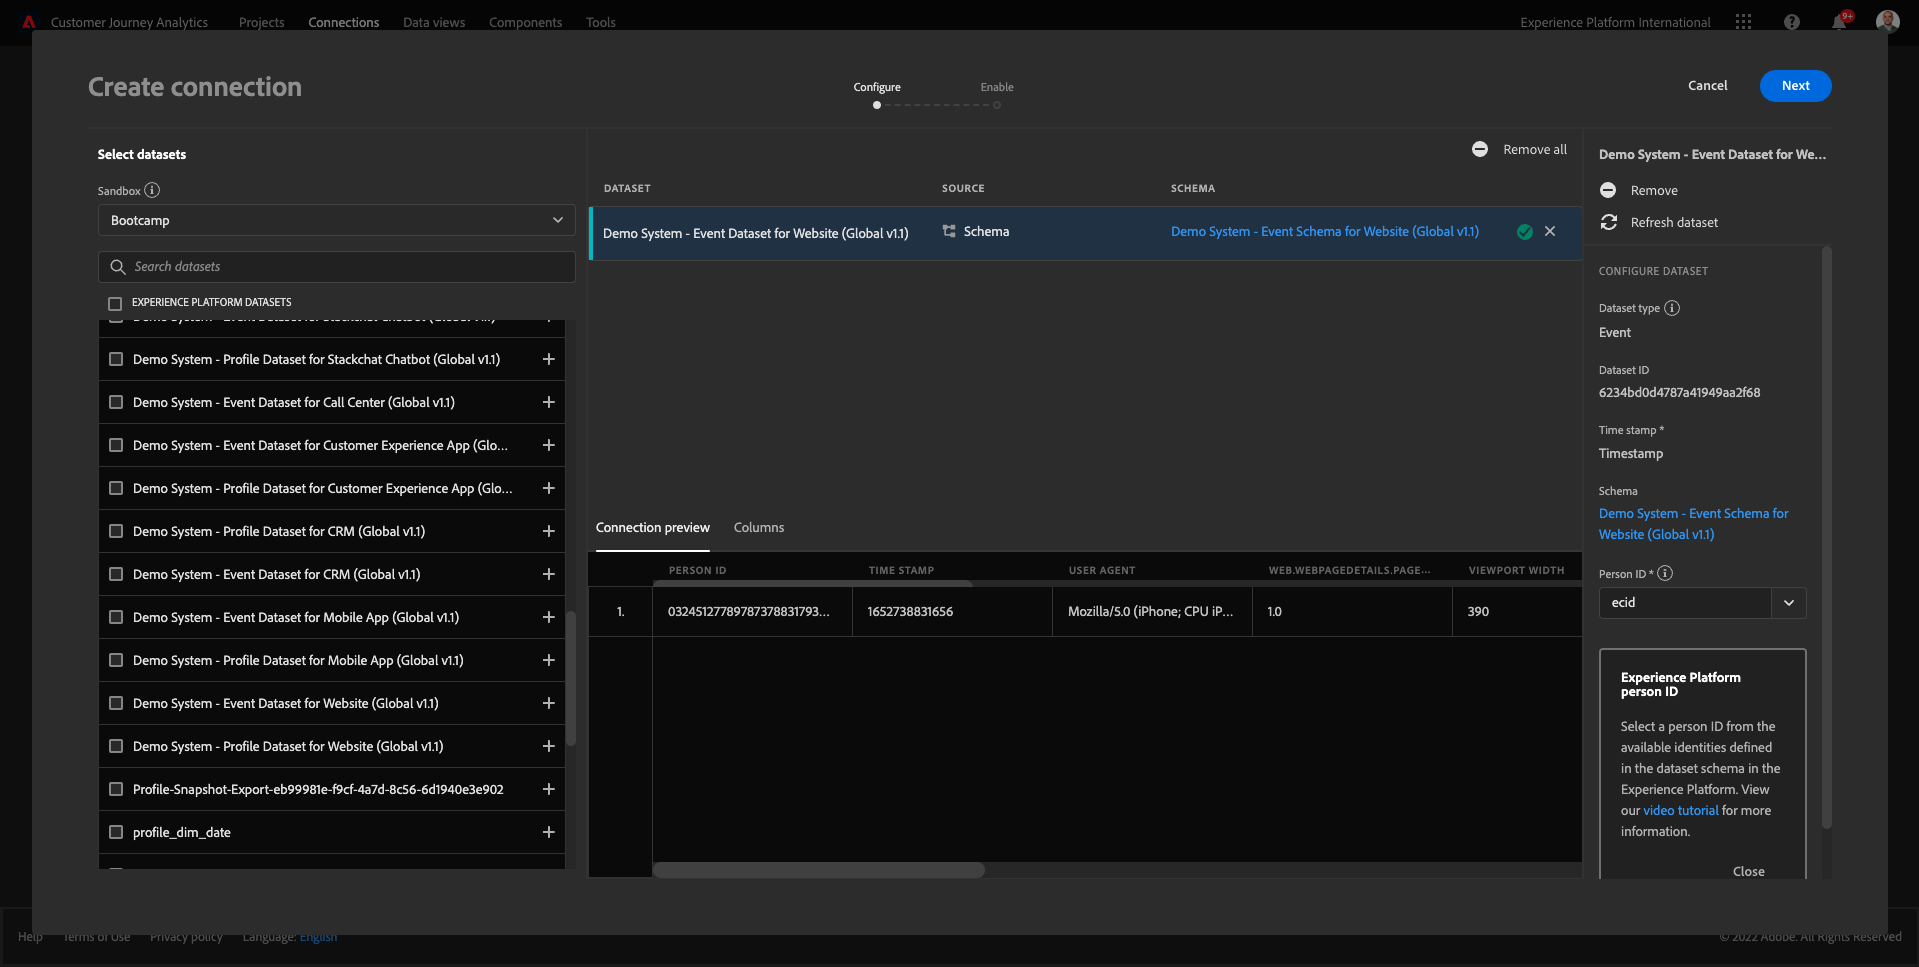 Customer Journey Analytics Projects Connections Data views Components Tools Experience Platform International 9+
Create connection
Configure Enable
Cancel Next
Select datasets
Sandbox
Bootcamp
Search datasets
EXPERIENCE PLATFORM DATASETS
Demo System - Event Dataset for Stackchat Chatbot (Global v1.1)
Demo System - Profile Dataset for Stackchat Chatbot (Global v1.1)
Demo System - Event Dataset for Call Center (Global v1.1)
Demo System - Event Dataset for Customer Experience App (Glo...
Demo System - Profile Dataset for Customer Experience App (Glo...
Demo System - Profile Dataset for CRM (Global v1.1)
Demo System - Event Dataset for CRM (Global v1.1)
Demo System - Event Dataset for Mobile App (Global v1.1)
Demo System - Profile Dataset for Mobile App (Global v1.1)
Demo System - Event Dataset for Website (Global v1.1)
Demo System - Profile Dataset for Website (Global v1.1)
Profile-Snapshot-Export-eb99981e-f9cf-4a7d-8c56-6d1940e3e902
profile_dim_date
Remove all
DATASET SOURCE SCHEMA
Demo System - Event Dataset for Website (Global v1.1) Schema Demo System - Event Schema for Website (Global v1.1)
Connection preview Columns
PERSON ID TIME STAMP USER AGENT WEB.WEBPAGEDETAILS.PAGE... VIEWPORT WIDTH
1. 03245127789787378831793... 1652738831656 Mozilla/5.0 (iPhone; CPU iP... 1.0 390
Demo System - Event Dataset for We...
Remove
Refresh dataset
CONFIGURE DATASET
Dataset type
Event
Dataset ID
6234bd0d4787a41949aa2f68
Time stamp *
Timestamp
Schema
Demo System - Event Schema for
Website (Global v1.1)
Person ID *
ecid
Experience Platform
person ID
Select a person ID from the
available identities defined
in the dataset schema in the
Experience Platform. View
our video tutorial for more
information.
Close
Help Terms of Use Privacy policy Language: English © 2022 Adobe. All Rights Reserved